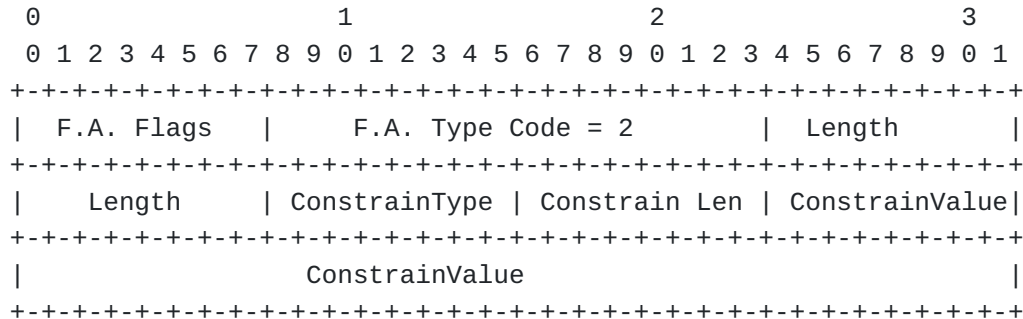 0                   1                   2                   3
 0 1 2 3 4 5 6 7 8 9 0 1 2 3 4 5 6 7 8 9 0 1 2 3 4 5 6 7 8 9 0 1
+-+-+-+-+-+-+-+-+-+-+-+-+-+-+-+-+-+-+-+-+-+-+-+-+-+-+-+-+-+-+-+-+
|  F.A. Flags   |     F.A. Type Code = 2        |  Length       |
+-+-+-+-+-+-+-+-+-+-+-+-+-+-+-+-+-+-+-+-+-+-+-+-+-+-+-+-+-+-+-+-+
|    Length     | ConstrainType | Constrain Len | ConstrainValue|
+-+-+-+-+-+-+-+-+-+-+-+-+-+-+-+-+-+-+-+-+-+-+-+-+-+-+-+-+-+-+-+-+
|                  ConstrainValue                               |
+-+-+-+-+-+-+-+-+-+-+-+-+-+-+-+-+-+-+-+-+-+-+-+-+-+-+-+-+-+-+-+-+